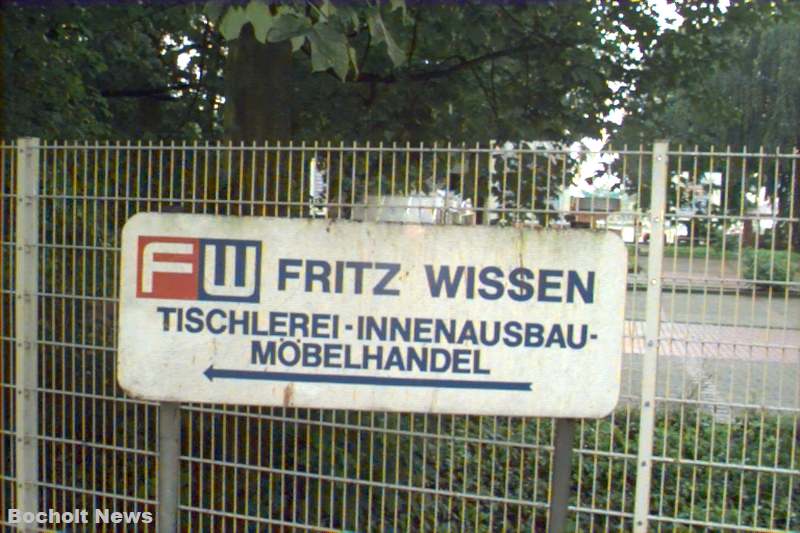 FW FRITZ WISSEN
TISCHLEREI-INNENAUSBAU-
MÖBELHANDEL
Bocholt News